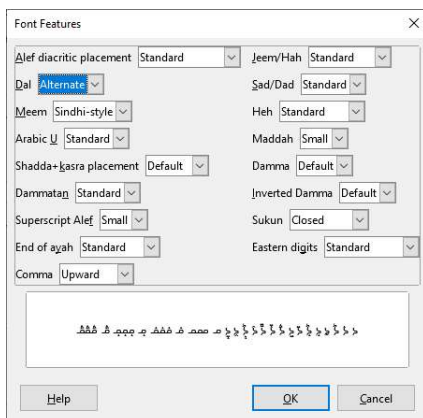 Font Features
Alef diacritic placement Standard Jeem/Hah Standard
Dal Alternate Sad/Dad Standard
Meem Sindhi-style Heh Standard
Arabic U Standard Maddah Small
Shadda+kasra placement Default Damma Default
Dammatan Standard Inverted Damma Default
Superscript Alef Small Sukun Closed
End of ayah Standard Eastern digits Standard
Comma Upward
Help OK Cancel